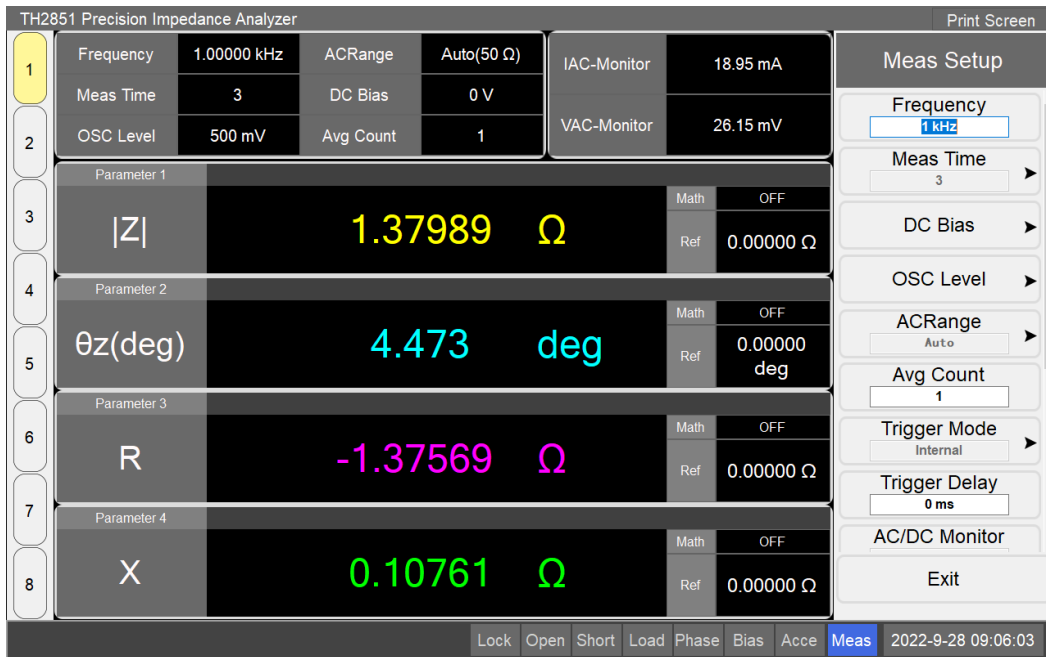 TH2851 Precision Impedance Analyzer
Print Screen
1
2
3
4
5
6
7
8
Frequency 1.00000 kHz ACRange Auto(50 Ω)
Meas Time 3 DC Bias 0 V
OSC Level 500 mV Avg Count 1
IAC-Monitor 18.95 mA
VAC-Monitor 26.15 mV
Parameter 1
|Z| 1.37989 Ω
Math OFF
Ref 0.00000 Ω
Parameter 2
θz(deg) 4.473 deg
Math OFF
Ref 0.00000
deg
Parameter 3
R -1.37569 Ω
Math OFF
Ref 0.00000 Ω
Parameter 4
X 0.10761 Ω
Math OFF
Ref 0.00000 Ω
Meas Setup
Frequency
1 kHz
Meas Time
3
DC Bias
OSC Level
ACRange
Auto
Avg Count
1
Trigger Mode
Internal
Trigger Delay
0 ms
AC/DC Monitor
Exit
Lock Open Short Load Phase Bias Acce Meas 2022-9-28 09:06:03